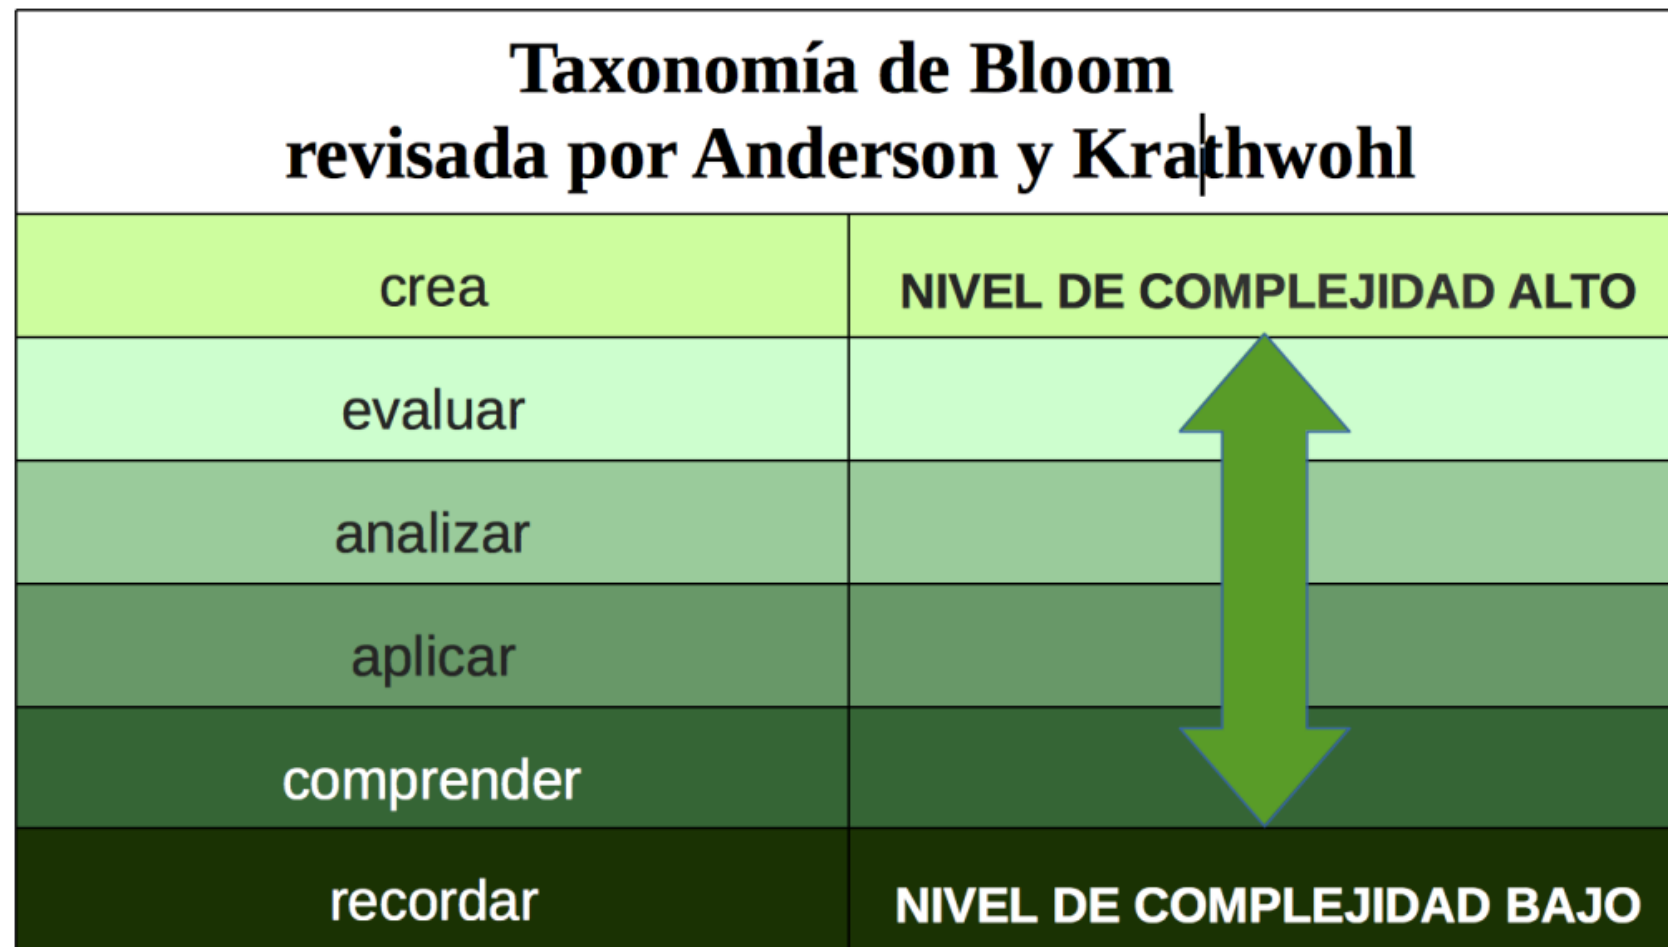 Taxonomía de Bloom
revisada por Anderson y Krathwohl
crea
NIVEL DE COMPLEJIDAD ALTO
evaluar
analizar
aplicar
comprender
recordar
NIVEL DE COMPLEJIDAD BAJO